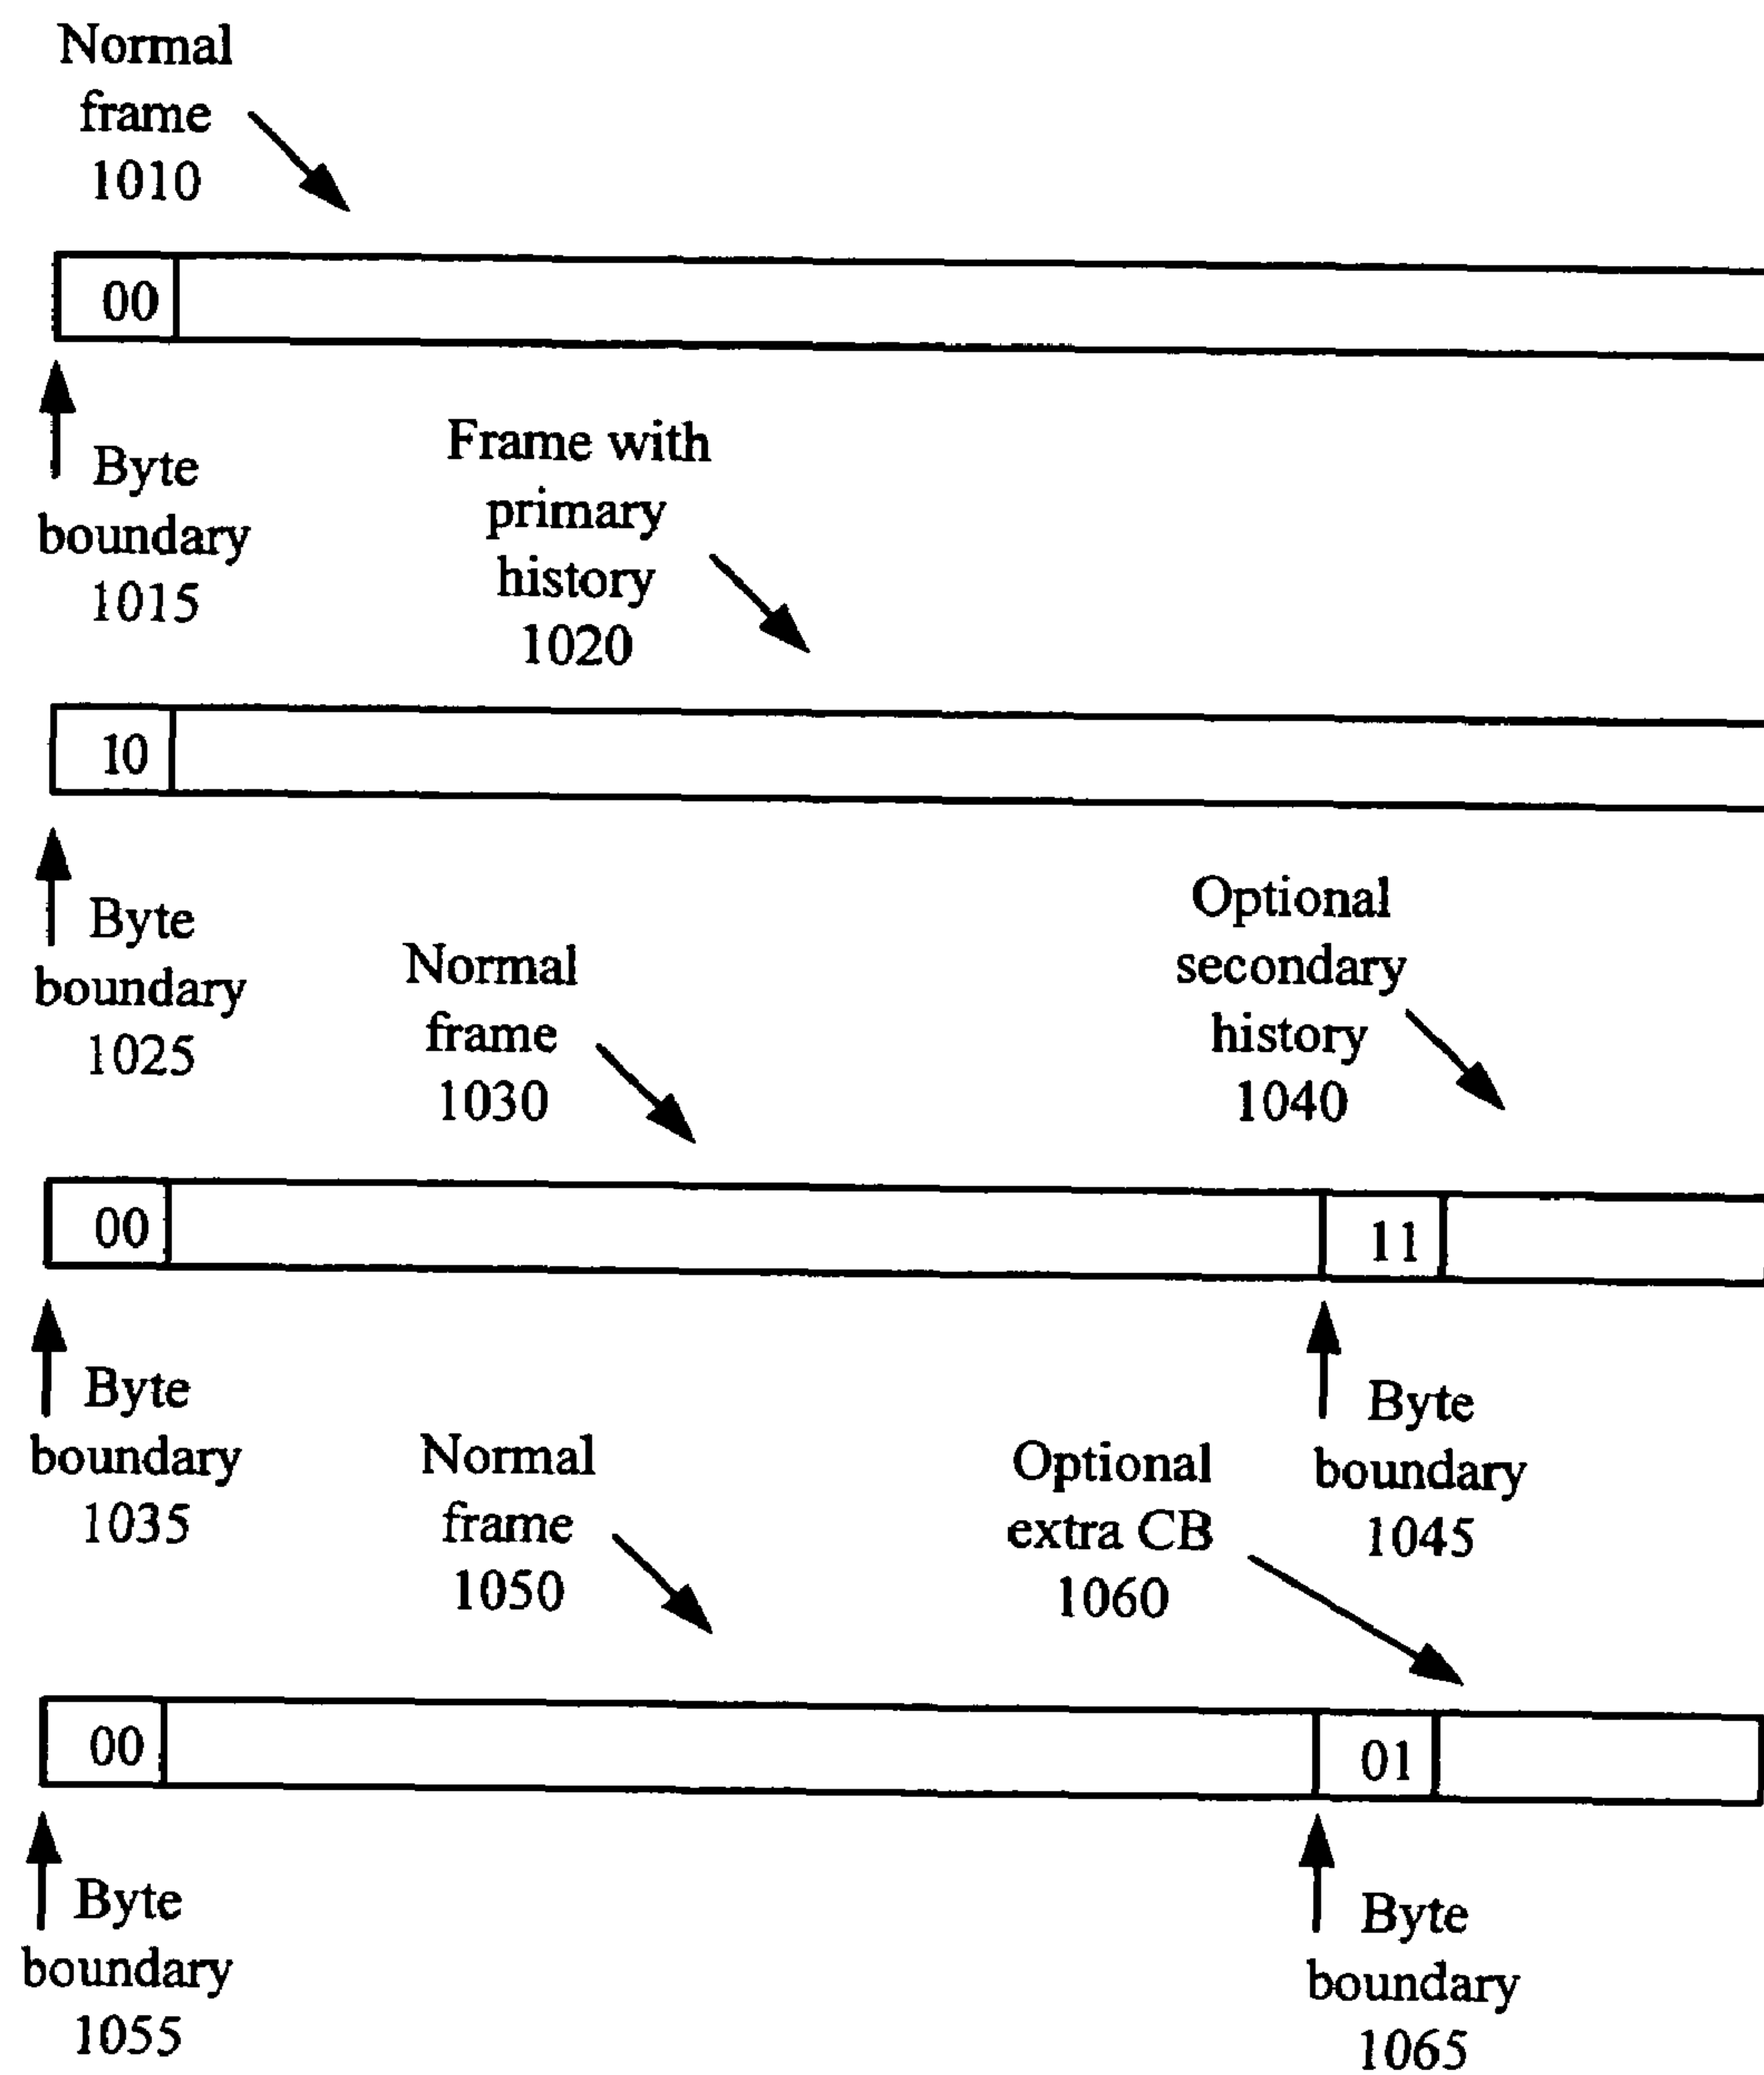 Normal
frame
1010
00
Byte
boundary
1015
Frame with
primary
history
1020
10
Byte
boundary
1025
Normal
frame
1030
Optional
secondary
history
1040
00
11
Byte
boundary
1035
Byte
boundary
1045
Normal
frame
1050
Optional
extra CB
1060
00
01
Byte
boundary
1055
Byte
boundary
1065